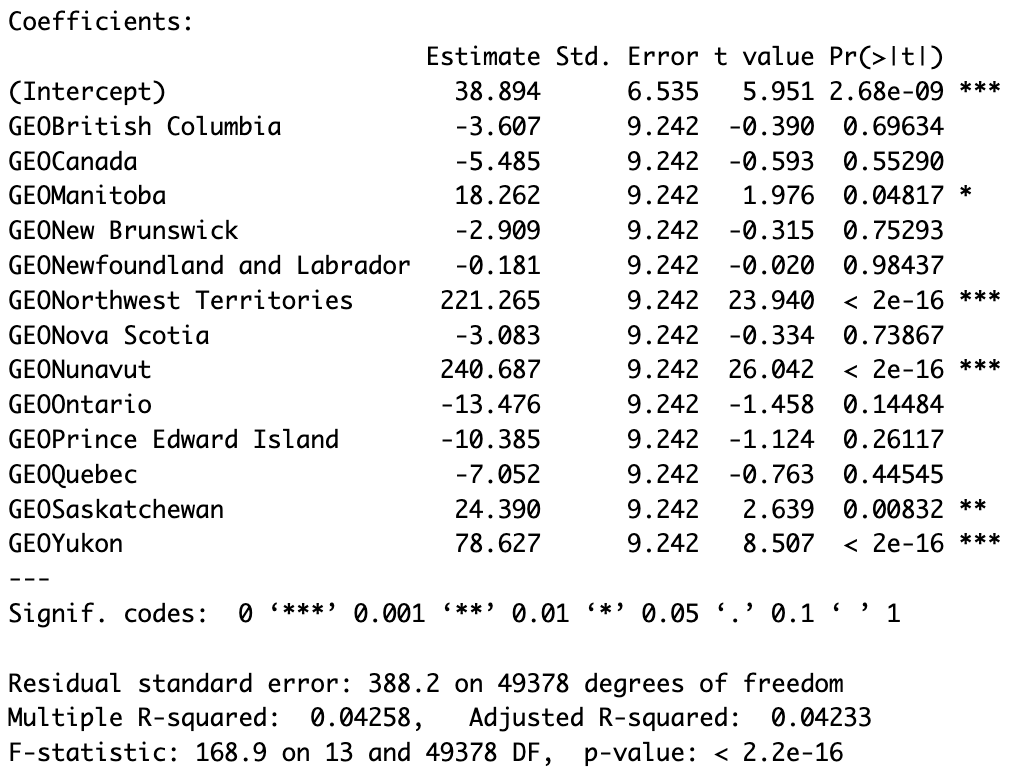 Coefficients:
                          Estimate Std. Error t value Pr(>|t|)
(Intercept)                 38.894      6.535   5.951 2.68e-09 ***
GEOBritish Columbia         -3.607      9.242  -0.390  0.69634
GEOCanada                   -5.485      9.242  -0.593  0.55290
GEOManitoba                 18.262      9.242   1.976  0.04817 *
GEONew Brunswick            -2.909      9.242  -0.315  0.75293
GEONewfoundland and Labrador   -0.181      9.242  -0.020  0.98437
GEONorthwest Territories   221.265      9.242  23.940  < 2e-16 ***
GEONova Scotia              -3.083      9.242  -0.334  0.73867
GEONunavut                 240.687      9.242  26.042  < 2e-16 ***
GEOOntario                 -13.476      9.242  -1.458  0.14484
GEOPrince Edward Island    -10.385      9.242  -1.124  0.26117
GEOQuebec                   -7.052      9.242  -0.763  0.44545
GEOSaskatchewan             24.390      9.242   2.639  0.00832 **
GEOYukon                    78.627      9.242   8.507  < 2e-16 ***
---
Signif. codes:  0 ‘***’ 0.001 ‘**’ 0.01 ‘*’ 0.05 ‘.’ 0.1 ‘ ’ 1
Residual standard error: 388.2 on 49378 degrees of freedom
Multiple R-squared:  0.04258,   Adjusted R-squared:  0.04233
F-statistic: 168.9 on 13 and 49378 DF,  p-value: < 2.2e-16